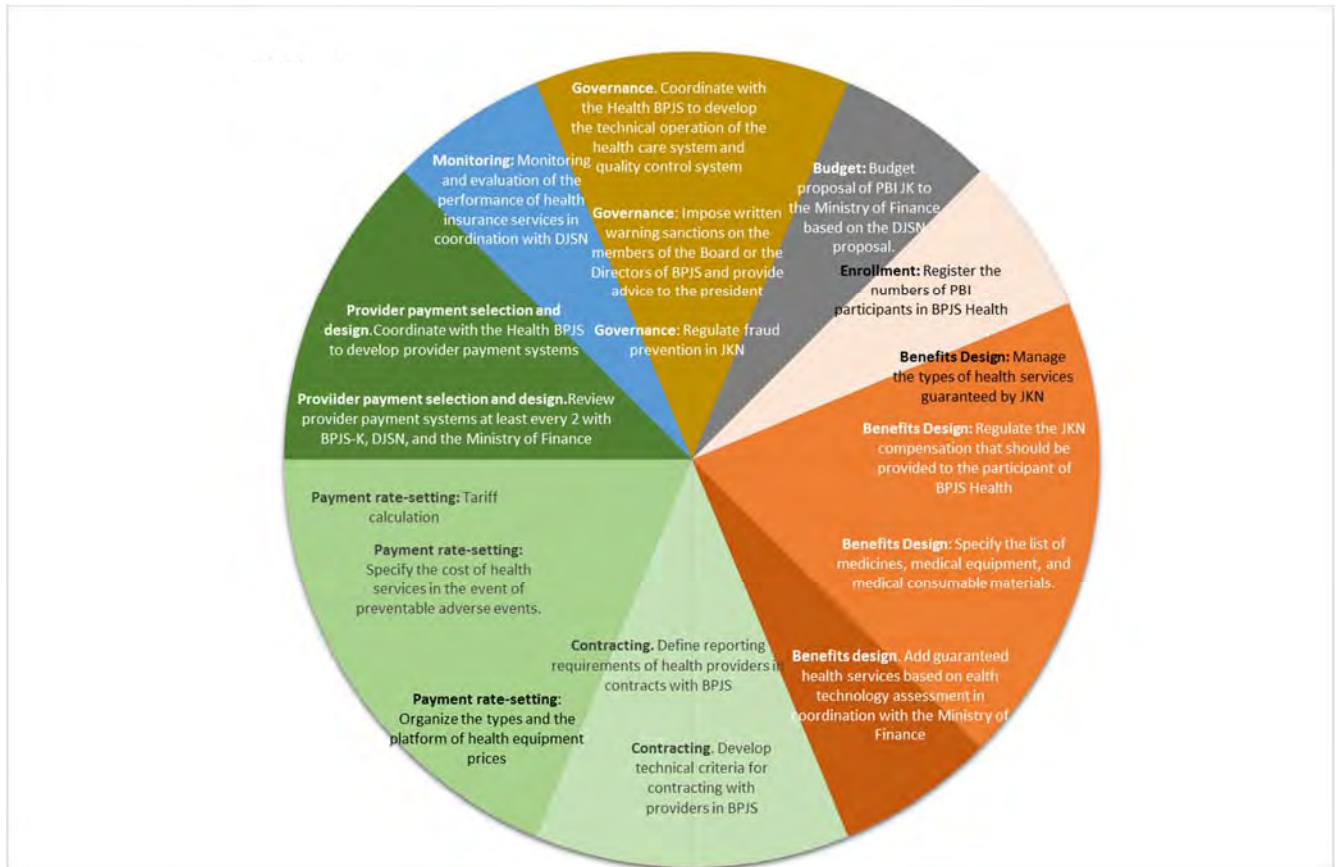 Governance. Coordinate with
the Health BPJS to develop
the technical operation of the
health care system and
quality control system
Governance: Impose written
warning sanctions on the
members of the Board or the
Directors of BPJS and provide
advice to the president
Governance: Regulate fraud
prevention in JKN
Budget: Budget
proposal of PBI JK to
the Ministry of Finance
based on the DJSN
proposal.
Enrollment: Register the
numbers of PBI
participants in BPJS Health
Benefits Design: Manage
the types of health services
guaranteed by JKN
Benefits Design: Regulate the JKN
compensation that should be
provided to the participant of
BPJS Health
Benefits Design: Specify the list of
medicines, medical equipment, and
medical consumable materials.
Benefits design. Add guaranteed
health services based on ealth
technology assessment in
coordination with the Ministry of
Finance
Contracting. Define reporting
requirements of health providers in
contracts with BPJS
Contracting. Develop
technical criteria for
contracting with
providers in BPJS
Payment rate-setting: Tariff
calculation
Payment rate-setting:
Specify the cost of health
services in the event of
preventable adverse events.
Payment rate-setting:
Organize the types and the
platform of health equipment
prices
Provider payment selection and
design.Coordinate with the Health BPJS
to develop provider payment systems
Proviider payment selection and design.Review
provider payment systems at least every 2 with
BPJS-K, DJSN, and the Ministry of Finance
Monitoring: Monitoring
and evaluation of the
performance of health
insurance services in
coordination with DJSN